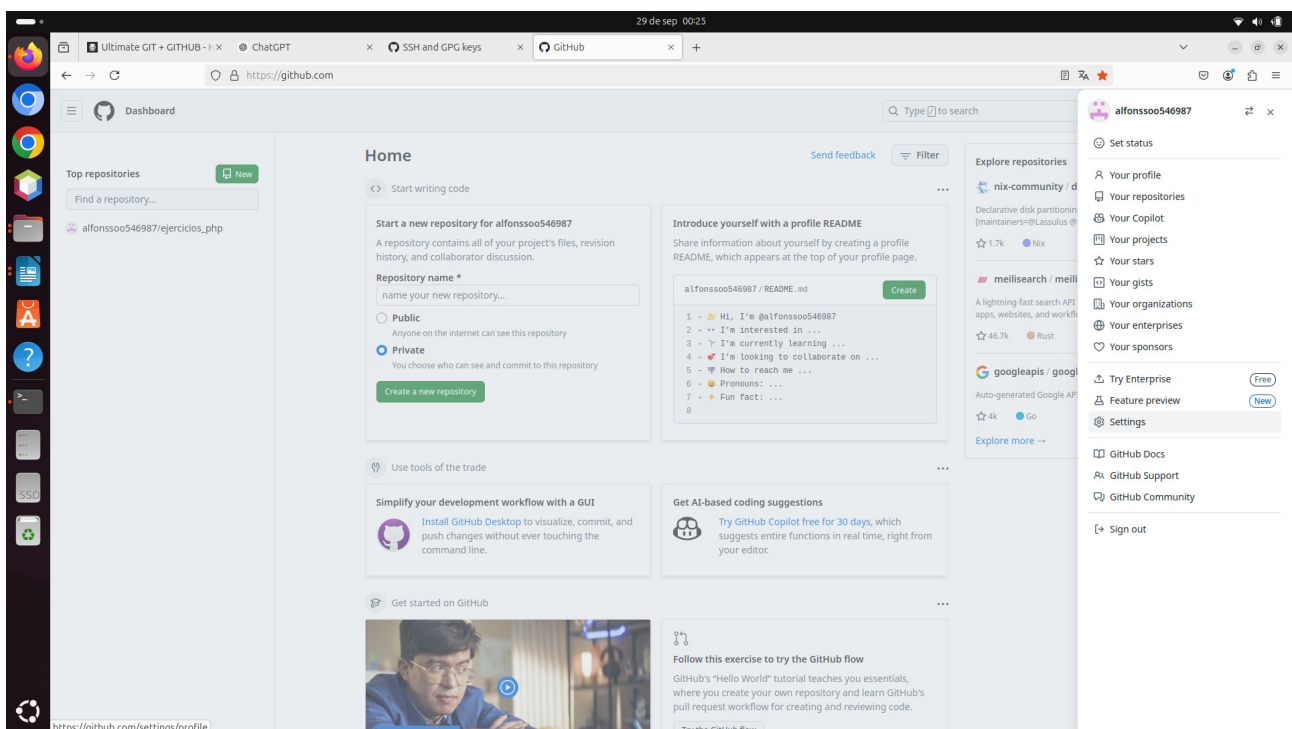 29 de sep 00:25
Ultimate GIT + GITHUB - H
ChatGPT
SSH and GPG keys
GitHub
https://github.com
Dashboard
Type / to search
Top repositories
New
Find a repository...
alfonssoo546987/ejercicios_php
Home
Send feedback
Filter
Start writing code
Start a new repository for alfonssoo546987
A repository contains all of your project's files, revision
history, and collaborator discussion.
Repository name *
name your new repository...
Public
Anyone on the internet can see this repository
Private
You choose who can see and commit to this repository
Create a new repository
Introduce yourself with a profile README
Share information about yourself by creating a profile
README, which appears at the top of your profile page.
alfonssoo546987 / README.md
Create
1 - 👋 Hi, I'm @alfonssoo546987
2 - 👀 I'm interested in ...
3 - 🌱 I'm currently learning ...
4 - 💞️ I'm looking to collaborate on ...
5 - 📫 How to reach me ...
6 - 😄 Pronouns: ...
7 - ⚡ Fun fact: ...
8
Use tools of the trade
Simplify your development workflow with a GUI
Install GitHub Desktop to visualize, commit, and
push changes without ever touching the
command line.
Get AI-based coding suggestions
Try GitHub Copilot free for 30 days, which
suggests entire functions in real time, right from
your editor.
Get started on GitHub
Follow this exercise to try the GitHub flow
GitHub's "Hello World" tutorial teaches you essentials,
where you create your own repository and learn GitHub's
pull request workflow for creating and reviewing code.
Try the GitHub flow
Explore repositories
nix-community / d
Declarative disk partitionin
[maintainers=@Lassulus @
1.7k Nix
meilisearch / meili
A lightning-fast search API
apps, websites, and workfl
46.7k Rust
googleapis / googl
Auto-generated Google AP
4k Go
Explore more →
alfonssoo546987
Set status
Your profile
Your repositories
Your Copilot
Your projects
Your stars
Your gists
Your organizations
Your enterprises
Your sponsors
Try Enterprise
Free
Feature preview
New
Settings
GitHub Docs
GitHub Support
GitHub Community
Sign out
SSD
https://github.com/settings/profile